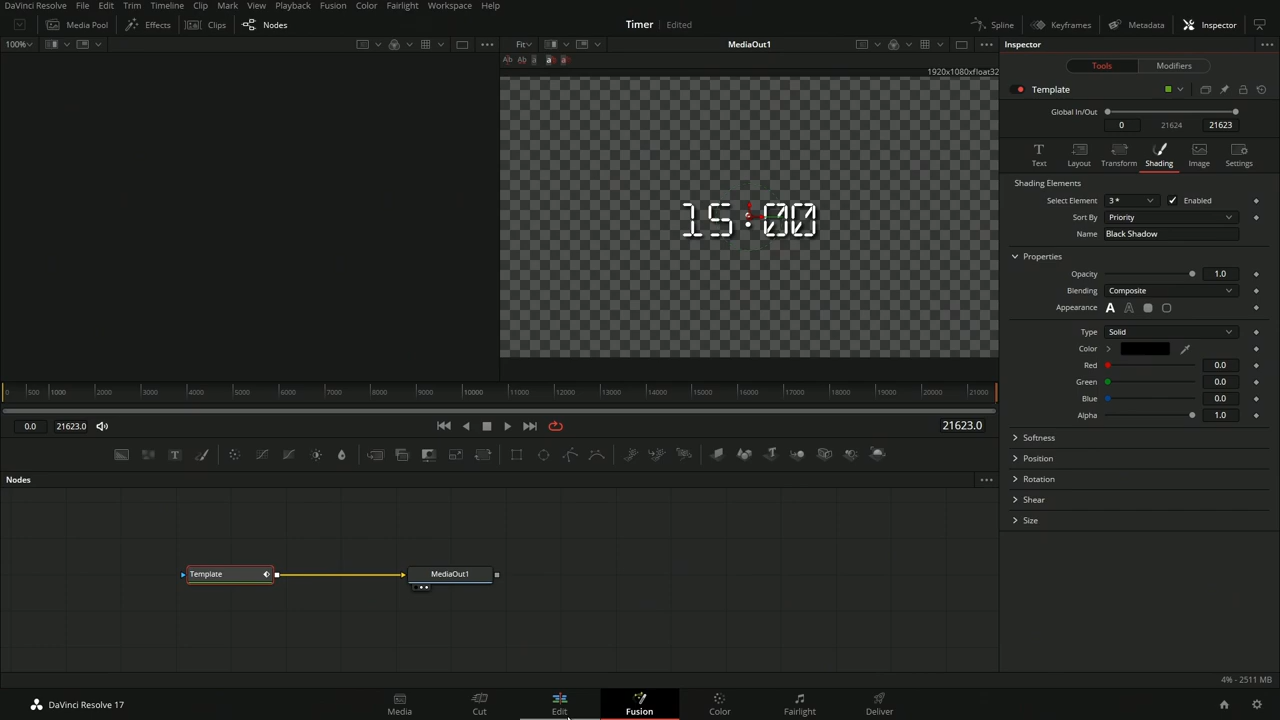 DaVinci Resolve File Edit Trim Timeline Clip Mark View Playback Fusion Color Fairlight Workspace Help
Media Pool Effects Clips Nodes Timer Edited Spline Keyframes Metadata Inspector
100% Fit MediaOut1 Inspector
1920x1080xfloat32
Tools Modifiers
Template
Global In/Out
0 21624 21623
Text Layout Transform Shading Image Settings
Shading Elements
Select Element 3* Enabled
Sort By Priority
Name Black Shadow
15:00
Properties
Opacity 1.0
Blending Composite
Appearance
Type Solid
Color
Red 0.0
Green 0.0
Blue 0.0
Alpha 1.0
Softness
Position
Rotation
Shear
Size
0 500 1000 2000 3000 4000 5000 6000 7000 8000 9000 10000 11000 12000 13000 14000 15000 16000 17000 18000 19000 20000 21000
0.0 21623.0 21623.0
Nodes
Template MediaOut1
4% - 2511 MB
DaVinci Resolve 17 Media Cut Edit Fusion Color Fairlight Deliver